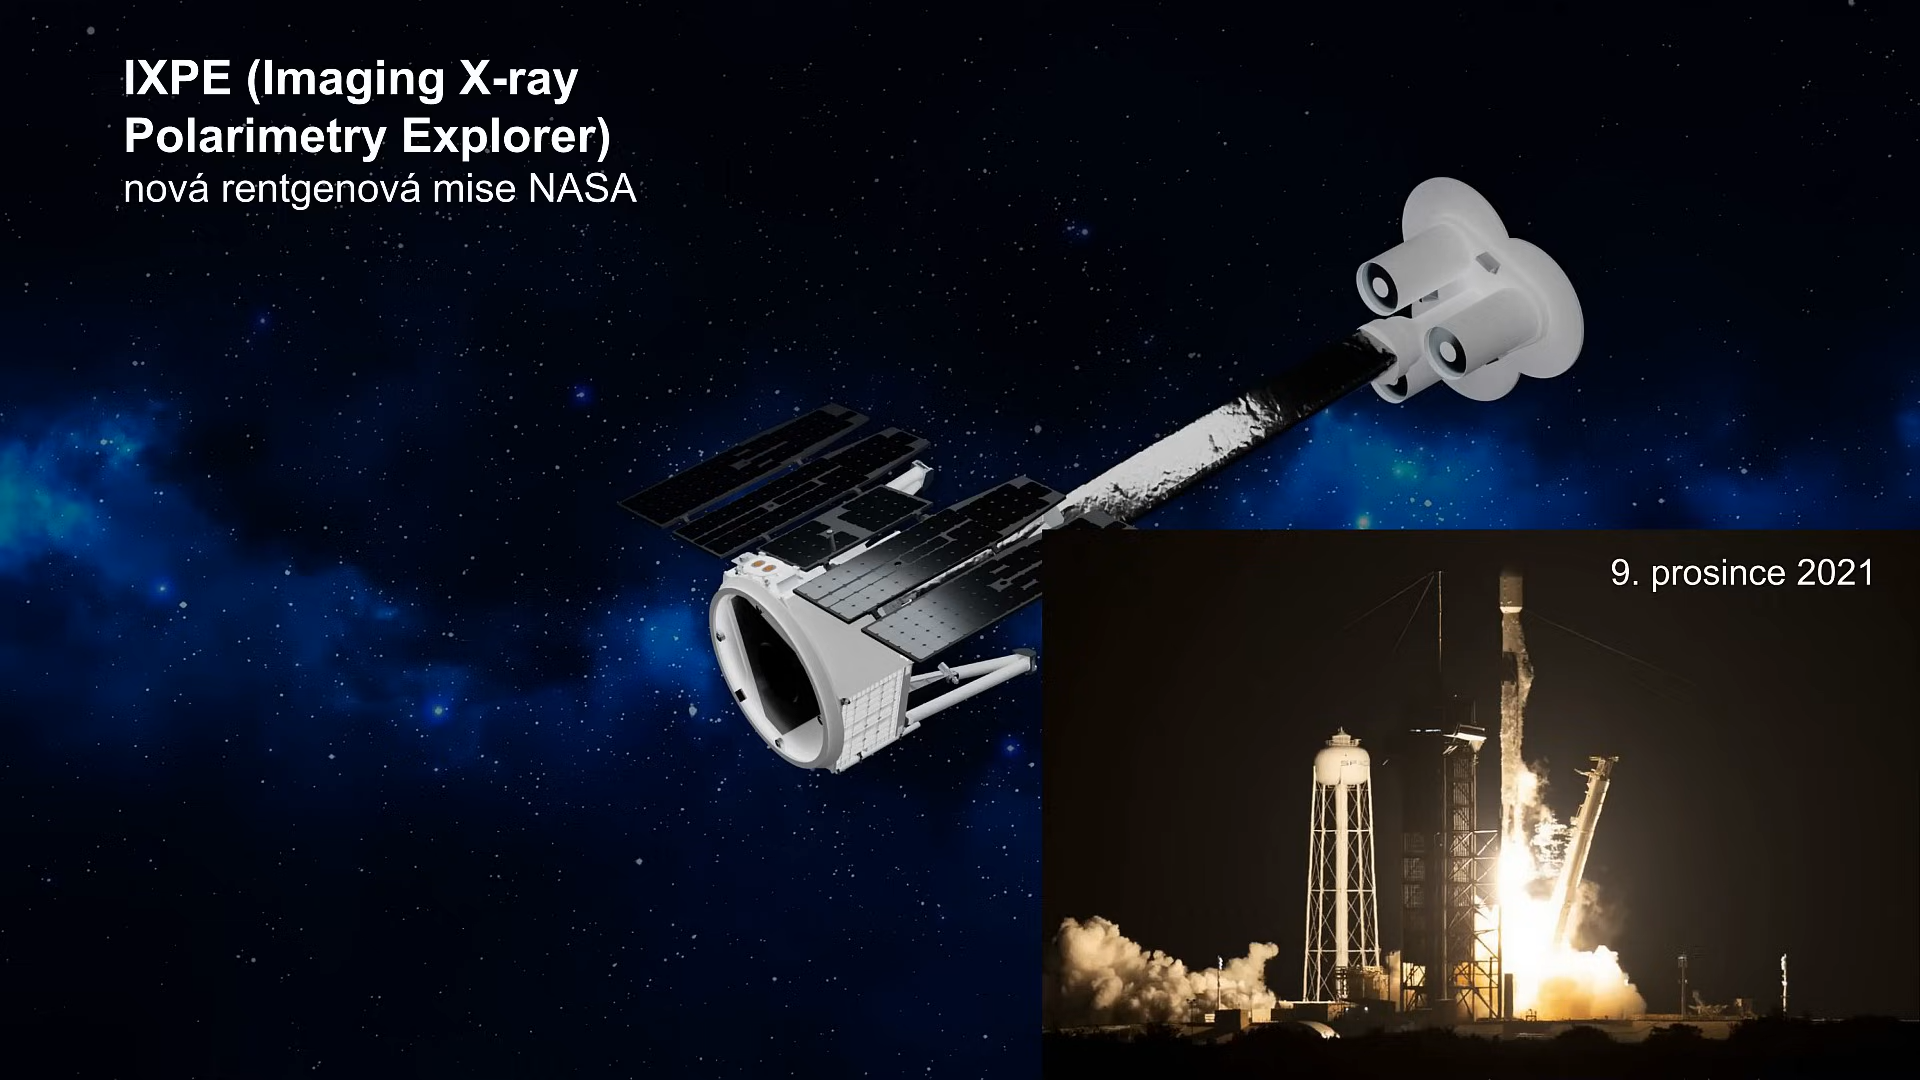 IXPE (Imaging X-ray
Polarimetry Explorer)
nová rentgenová mise NASA
9. prosince 2021